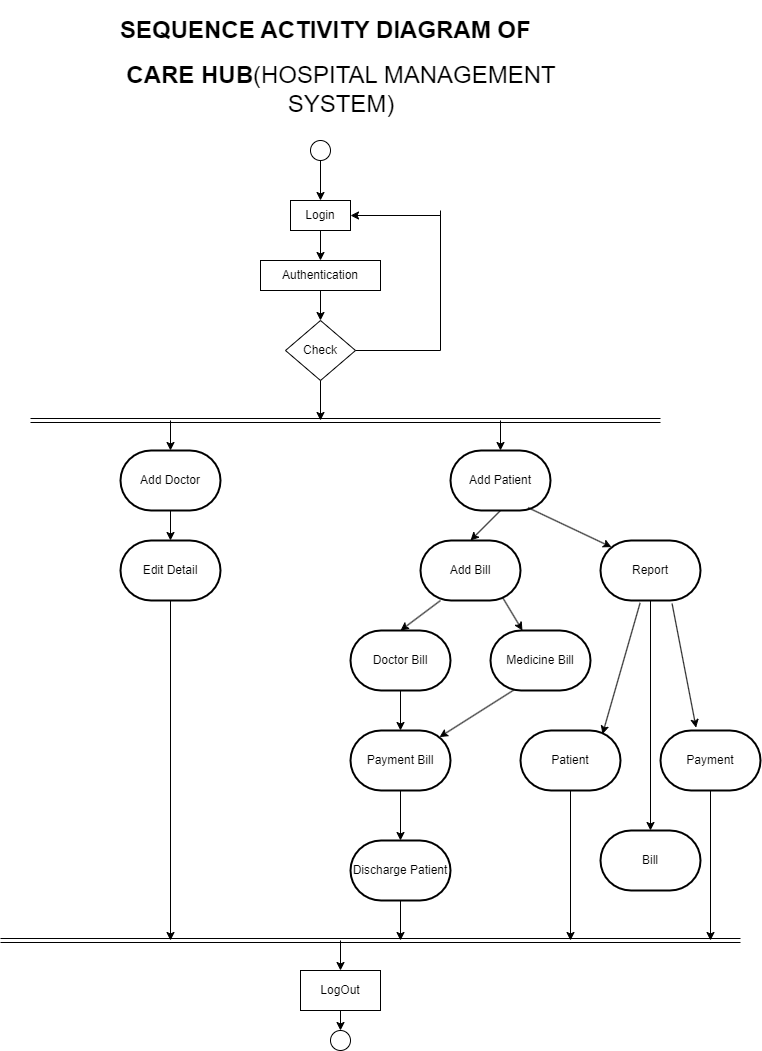 SEQUENCE ACTIVITY DIAGRAM OF
CARE HUB(HOSPITAL MANAGEMENT
SYSTEM)
Login
Authentication
Check
Add Doctor
Add Patient
Edit Detail
Add Bill
Report
Doctor Bill
Medicine Bill
Payment Bill
Patient
Payment
Bill
Discharge Patient
LogOut